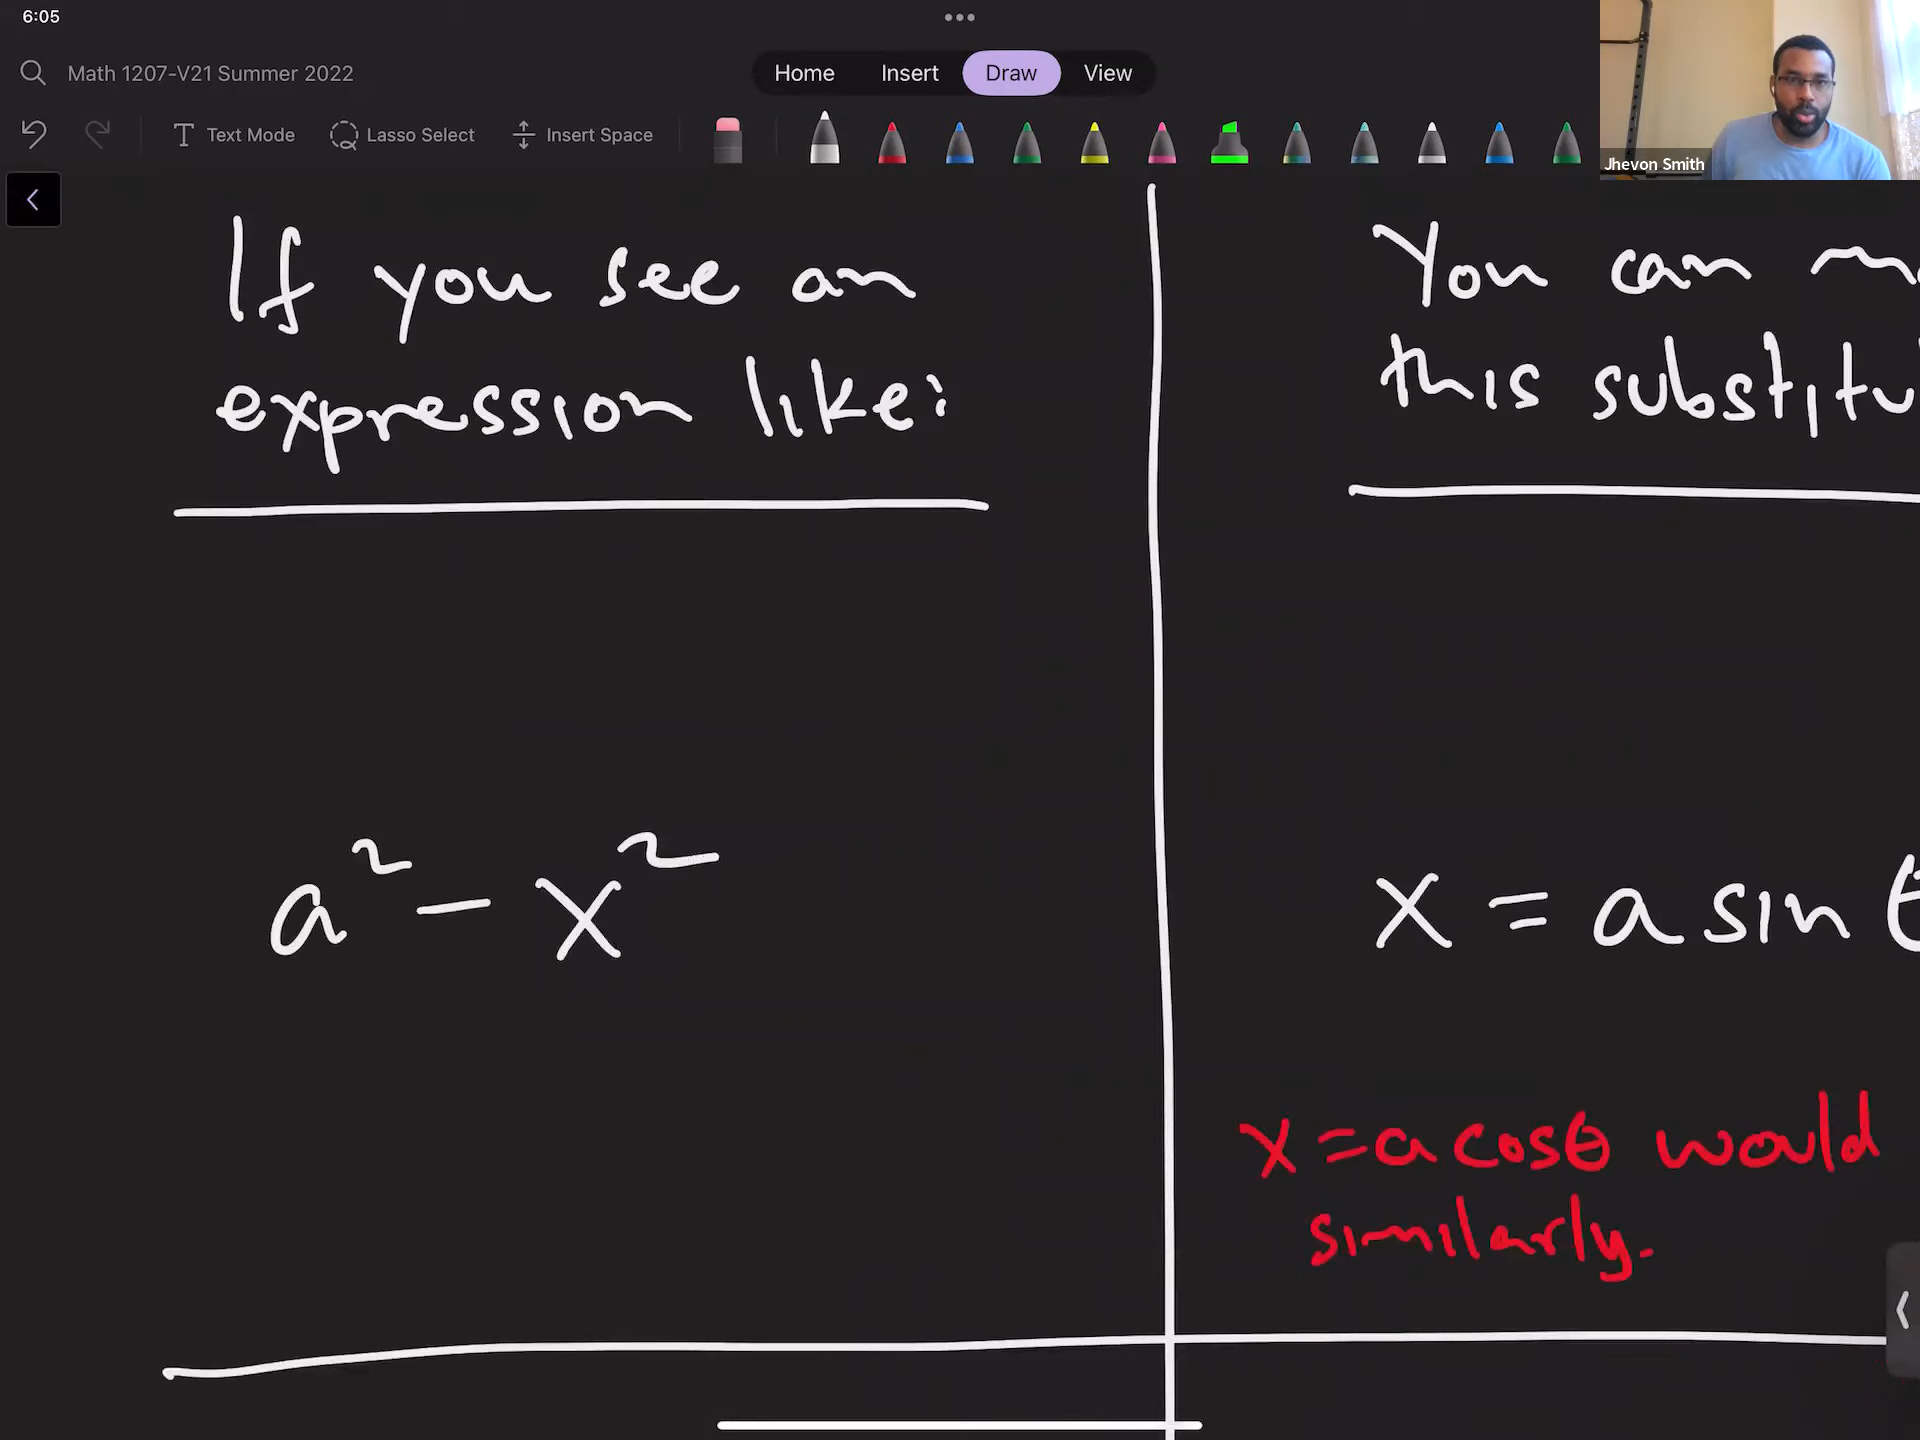 6:05
Math 1207-V21 Summer 2022
Home Insert Draw View
Text Mode Lasso Select Insert Space
Jhevon Smith
If you see an
expression like:
a² - x²
You can
this
x = a sin θ
x = a cosθ would
similarly.